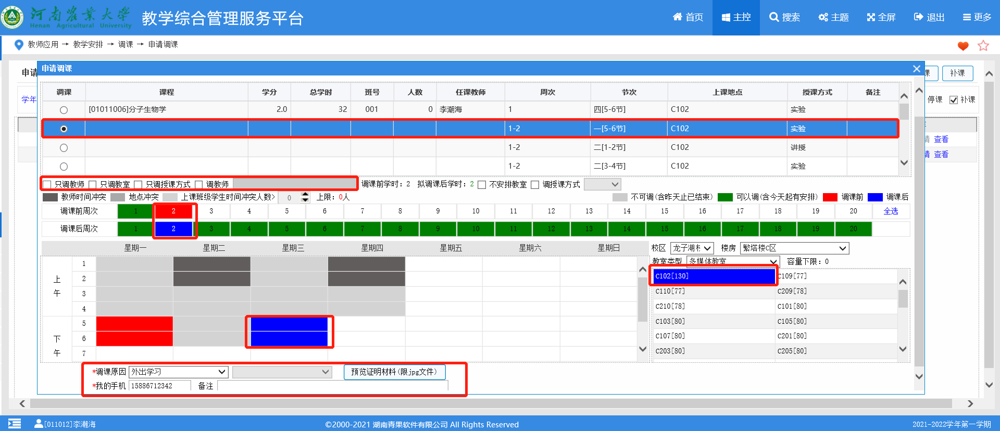 河南農業大學
Henan Agricultural University
教学综合管理服务平台
首页 主控 搜索 主题 全屏 退出 更多
教师应用 → 教学安排 → 调课 → 申请调课
申请
课 补课
学年
停课 补课
请 查看
请 查看
申请调课
调课 课程 学分 总学时 班号 人数 任课教师 周次 节次 上课地点 授课方式 备注
[01011006]分子生物学 2.0 32 001 0 李潮海 1 四[5-6节] C102 实验
1-2 一[5-6节] C102 实验
1-2 二[1-2节] C102 讲授
1-2 二[3-4节] C102 实验
只调教师 只调教室 只调授课方式 调教师 调课前学时：2 拟调课后学时：2 不安排教室 调授课方式
教师时间冲突 地点冲突 上课班级学生时间冲突人数> 0 上限：0人 不可调(含昨天止已结束) 可以调(含今天起有安排) 调课前 调课后
调课前周次 1 2 3 4 5 6 7 8 9 10 11 12 13 14 15 16 17 18 19 20 全选
调课后周次 1 2 3 4 5 6 7 8 9 10 11 12 13 14 15 16 17 18 19 20
星期一 星期二 星期三 星期四 星期五 星期六 星期日
上午
1
2
3
4
下午
5
6
7
校区 龙子湖校 楼房 繁塔楼C区
教室类型 多媒体教室 容量下限：0
C102[130] C109[77]
C110[77] C209[78]
C210[78] C101[80]
C103[80] C105[80]
C107[80] C201[80]
C203[80] C205[80]
*调课原因 外出学习 预览证明材料(限jpg文件)
*我的手机 15886712342 备注
[011012]李潮海
©2000-2021 湖南青果软件有限公司 All Rights Reserved
2021-2022学年第一学期